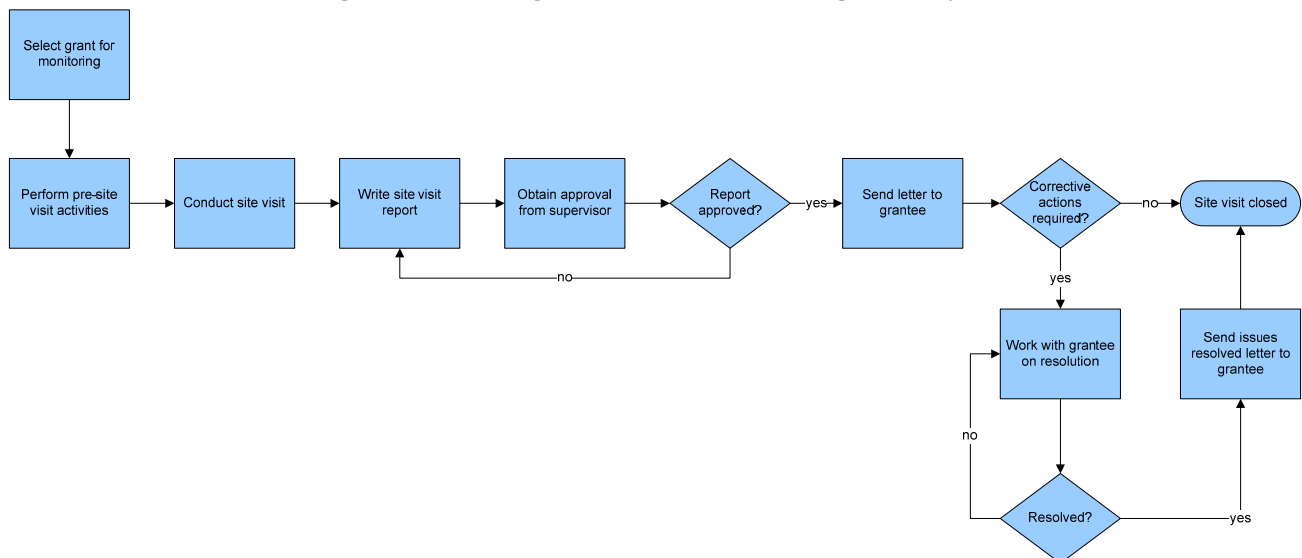 Select grant for
monitoring
Perform pre-site
visit activities
Conduct site visit
Write site visit
report
Obtain approval
from supervisor
Report
approved?
yes
Send letter to
grantee
Corrective
actions
required?
no
Site visit closed
no
yes
Work with grantee
on resolution
Send issues
resolved letter to
grantee
no
Resolved?
yes